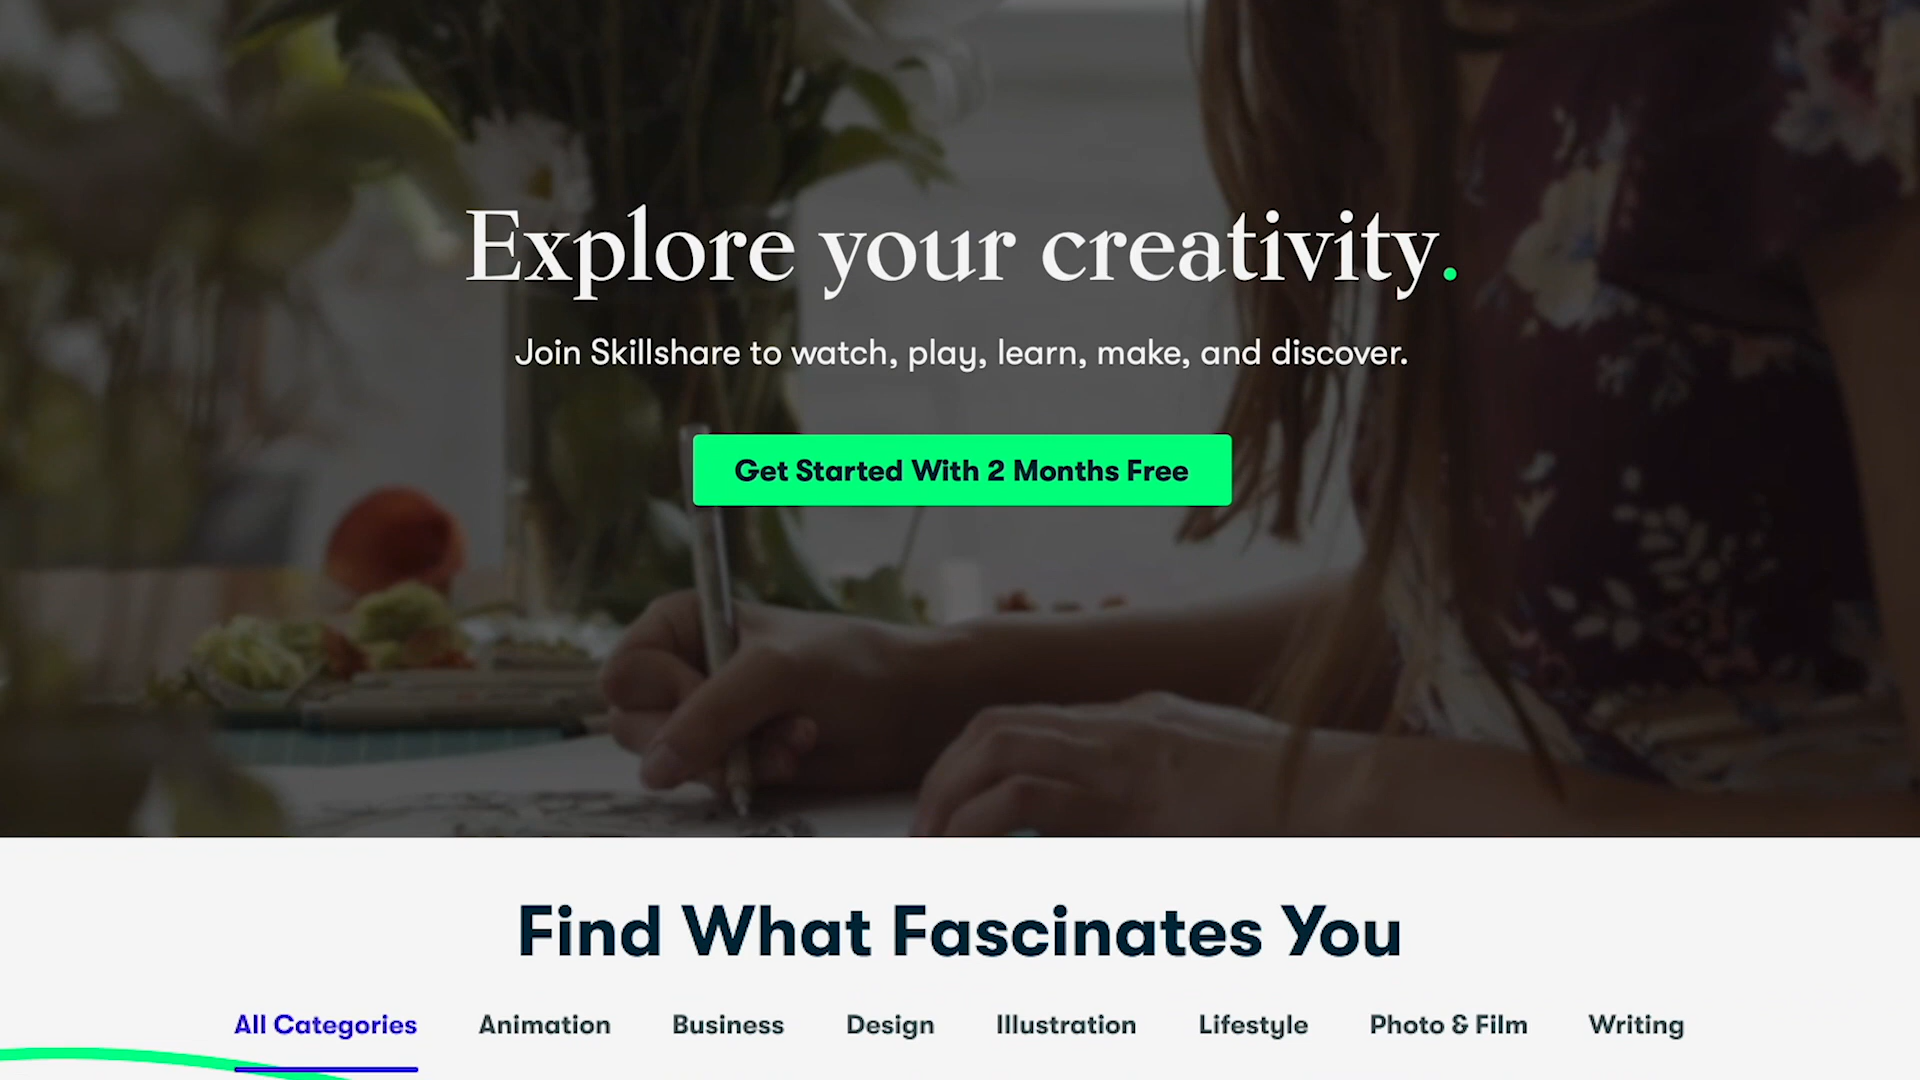 Explore your creativity.
Join Skillshare to watch, play, learn, make, and discover.
Get Started With 2 Months Free
Find What Fascinates You
All Categories Animation Business Design Illustration Lifestyle Photo & Film Writing